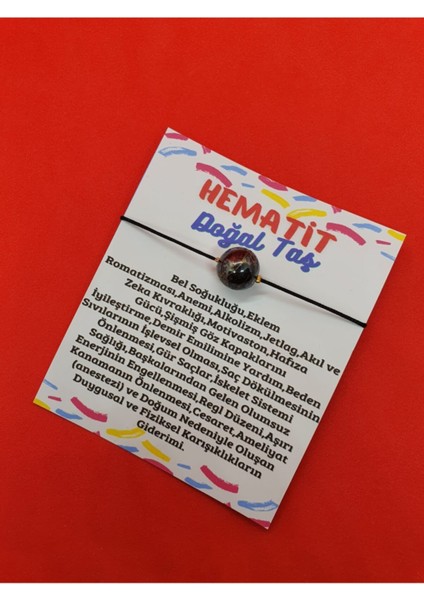 HEMATİT
Doğal Taş
Bel Soğukluğu,Eklem
Romatizması,Anemi,Alkolizm,Jetlag,Akıl ve
Zeka Kıvraklığı,Motivaston,Hafıza
Gücü,Şişmiş Göz Kapaklarını
İyileştirme,Demir Emilimine Yardım,Beden
Sıvılarının İşlevsel Olması,Saç Dökülmesinin
Önlenmesi,Gür Saçlar,İskelet Sistemi
Sağlığı,Başkalarından Gelen Olumsuz
Enerjinin Engellenmesi,Regl Düzeni,Aşırı
Kanamanın Önlenmesi,Cesaret,Ameliyat
(anestezi) ve Doğum Nedeniyle Oluşan
Duygusal ve Fiziksel Karışıklıkların
Giderimi.